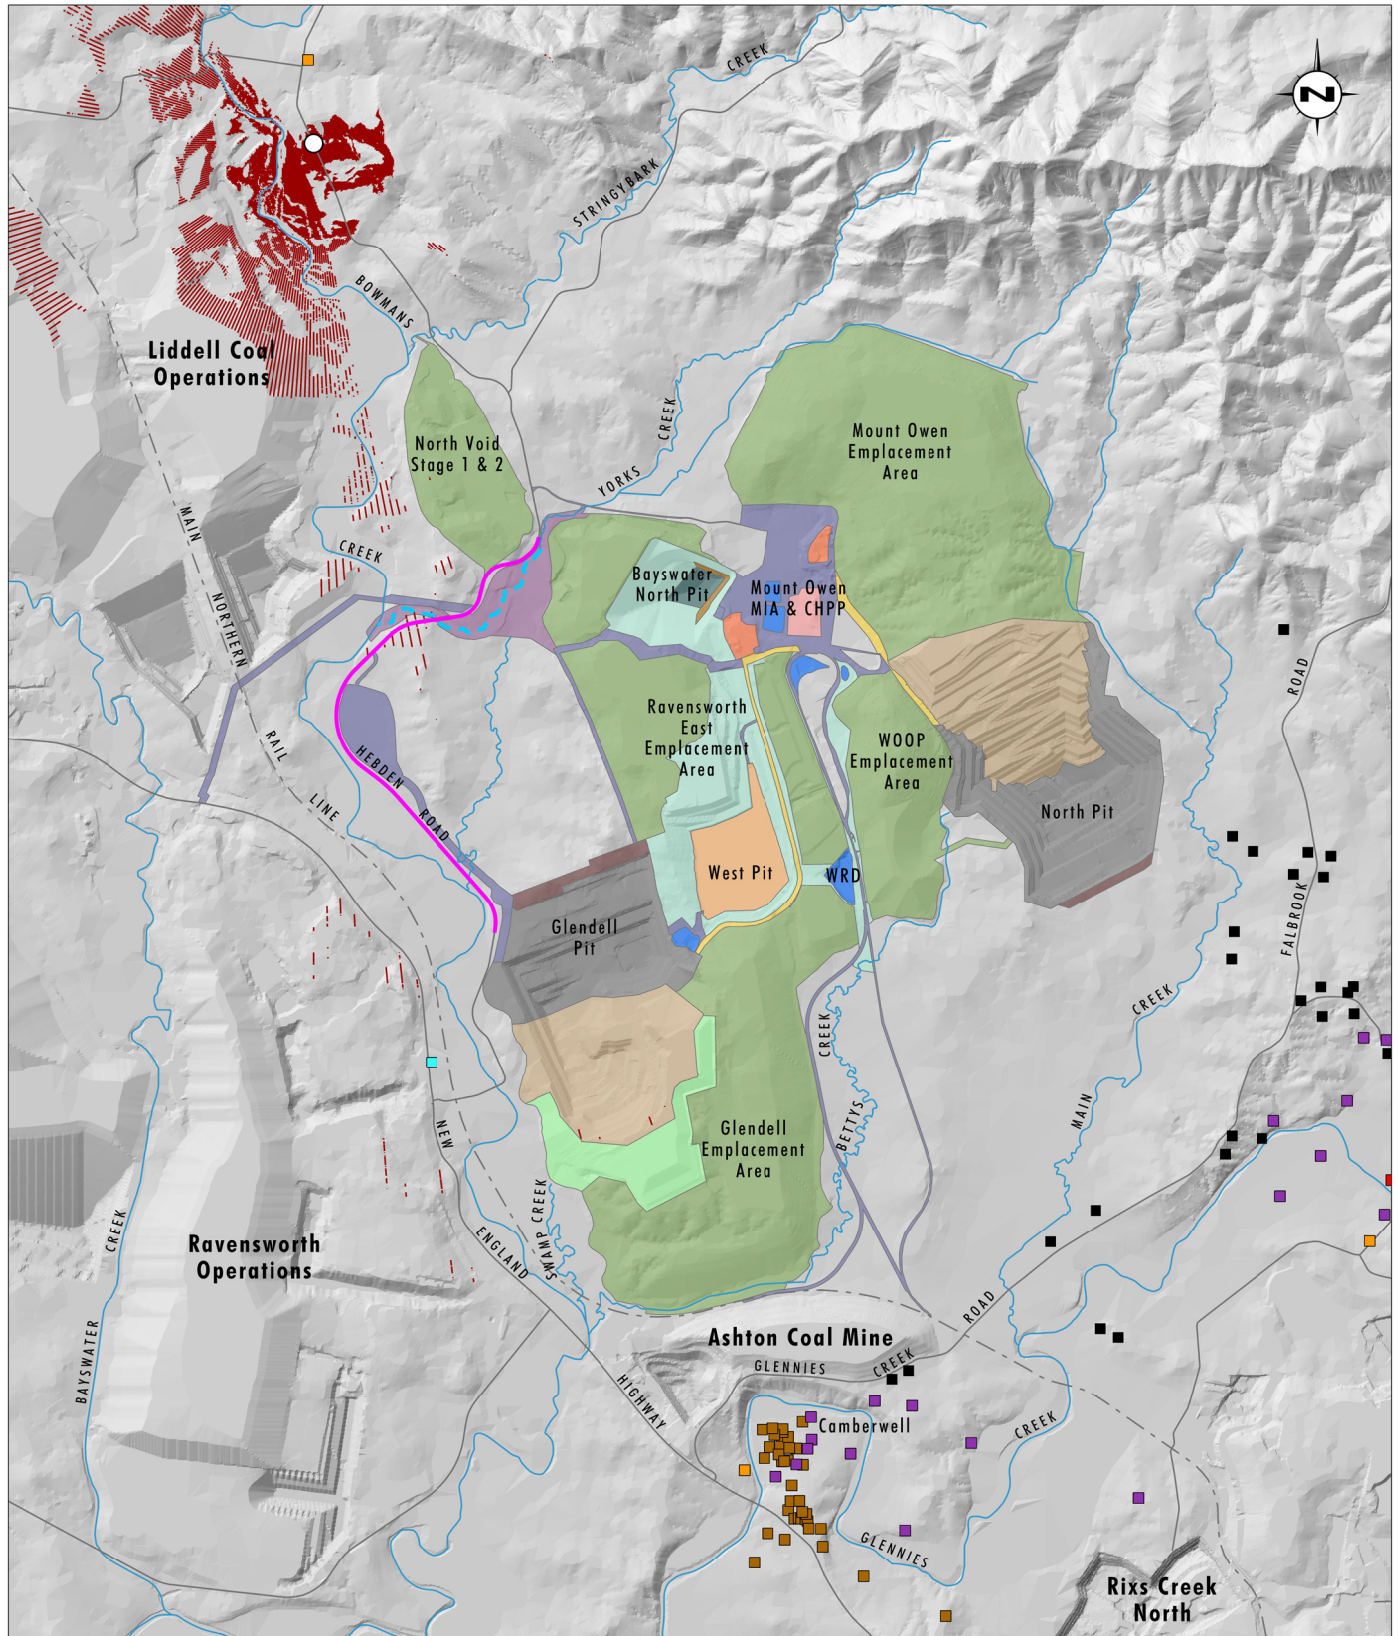 CREEK
N
STRINGYBARK
BOWMANS
Liddell Coal
Operations
CREEK
YORKS
North Void
Stage 1 & 2
Mount Owen
Emplacement
Area
MAIN
NORTHERN
RAIL
LINE
CREEK
Bayswater
North Pit
Mount Owen
MIA & CHPP
ROAD
FALBROOK
Ravensworth
East
Emplacement
Area
WOOP
Emplacement
Area
HEBDEN
ROAD
North Pit
West Pit
WRD
Glendell
Pit
CREEK
MAIN
CREEK
BETTYS
NEW
ENGLAND
HIGHWAY
Glendell
Emplacement
Area
SWAMP CREEK
CREEK
BAYSWATER
Ravensworth
Operations
ROAD
Ashton Coal Mine
GLENNIES
CREEK
Camberwell
CREEK
GLENNIES
Rixs Creek
North